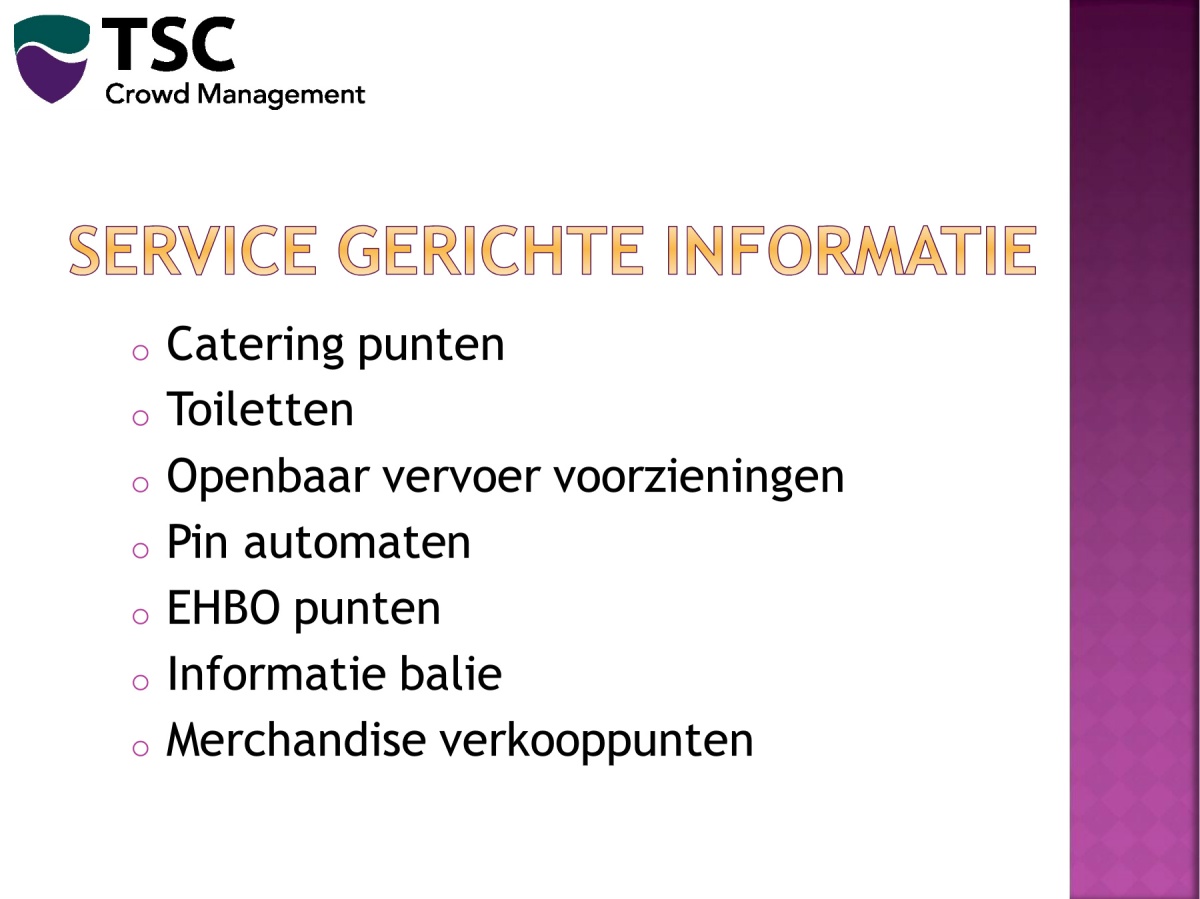 TSC
Crowd Management
SERVICE GERICHTE INFORMATIE
o Catering punten
o Toiletten
o Openbaar vervoer voorzieningen
o Pin automaten
o EHBO punten
o Informatie balie
o Merchandise verkooppunten